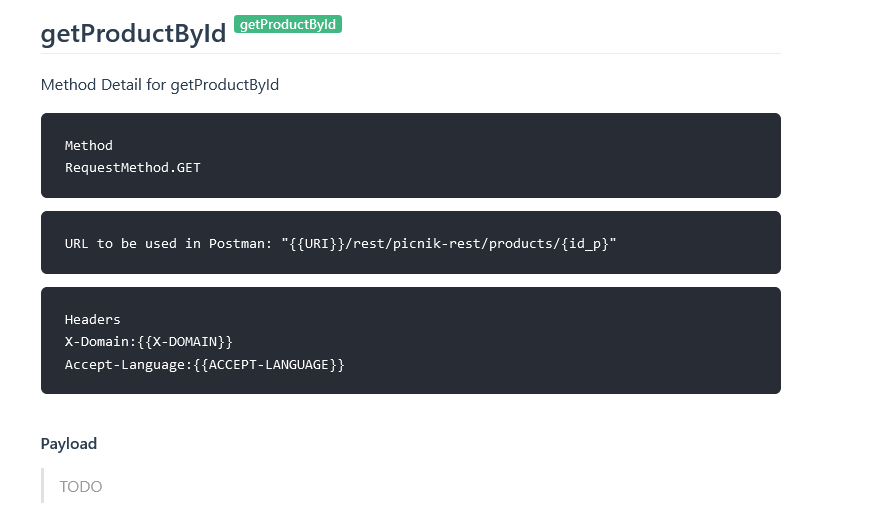 getProductById getProductById
Method Detail for getProductById
Method
RequestMethod.GET
URL to be used in Postman: "{{URI}}/rest/picnik-rest/products/{id_p}"
Headers
X-Domain:{{X-DOMAIN}}
Accept-Language:{{ACCEPT-LANGUAGE}}
Payload
TODO